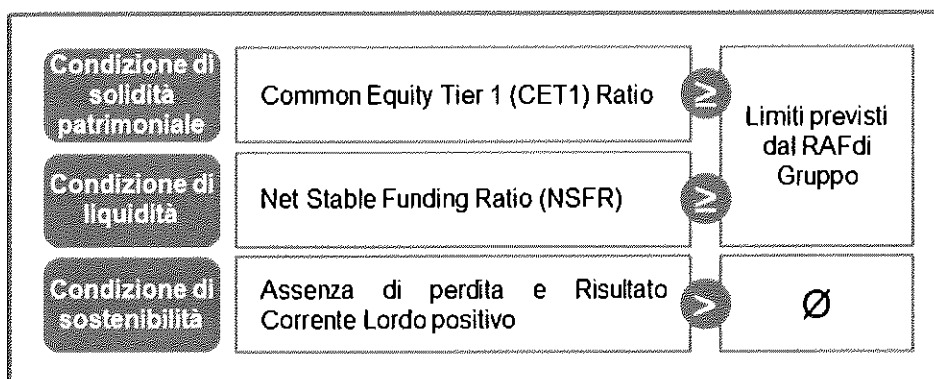 Condizione di
solidità
patrimoniale
Common Equity Tier 1 (CET1) Ratio
≥
Limiti previsti
dal RAFdi
Gruppo
Condizione di
liquidità
Net Stable Funding Ratio (NSFR)
≥
Condizione di
sostenibilità
Assenza di perdita e Risultato
Corrente Lordo positivo
>
Ø